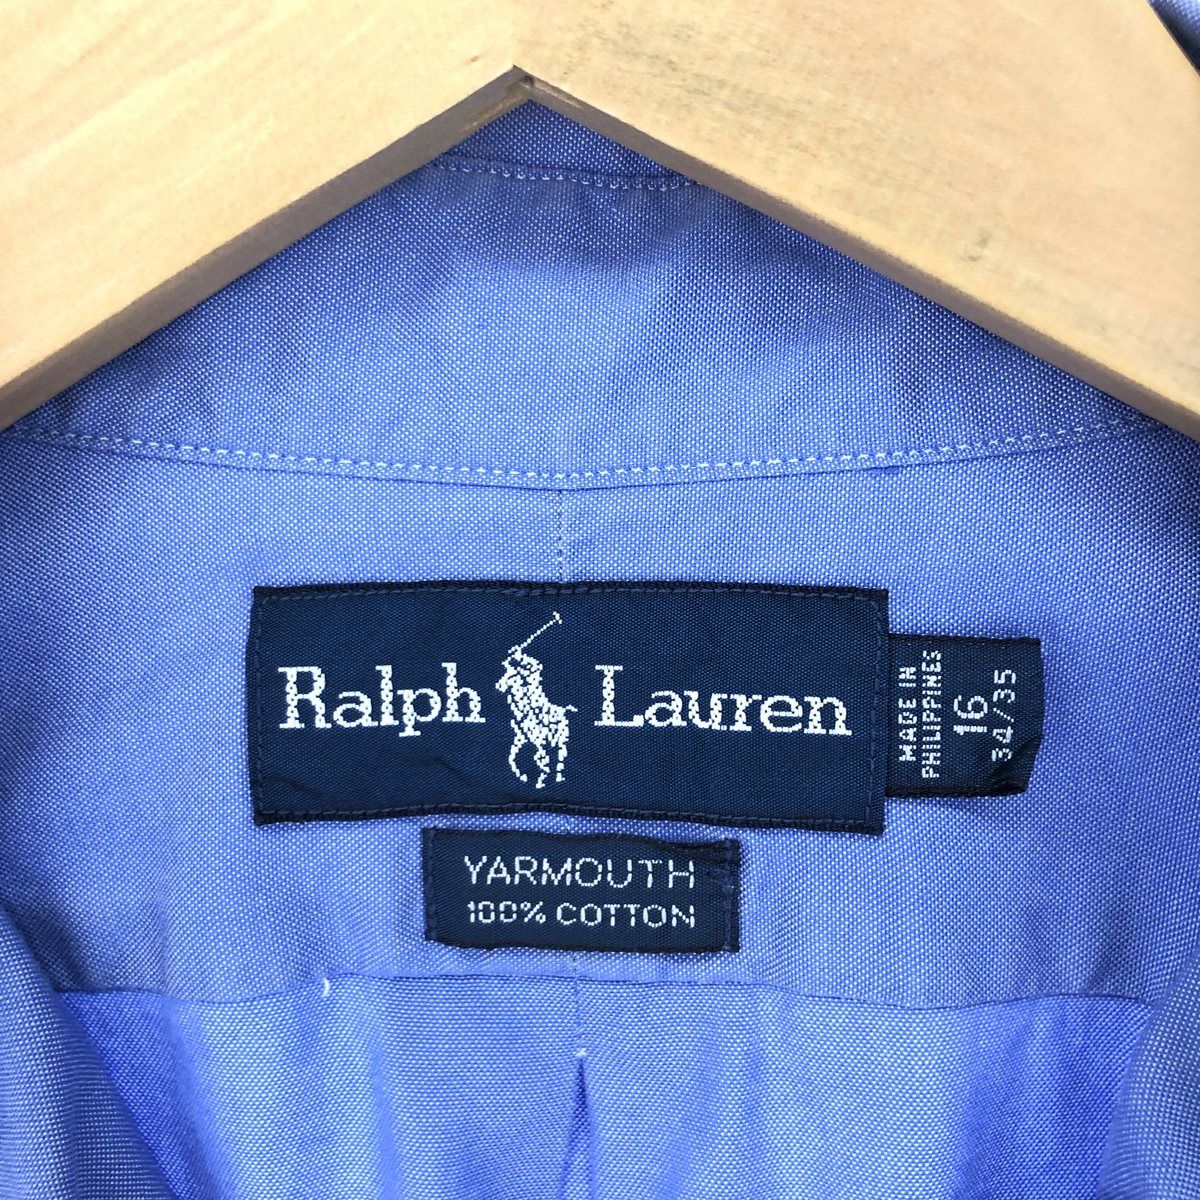 Ralph Lauren
MADE IN
PHILIPPINES
16
34/35
YARMOUTH
100% COTTON